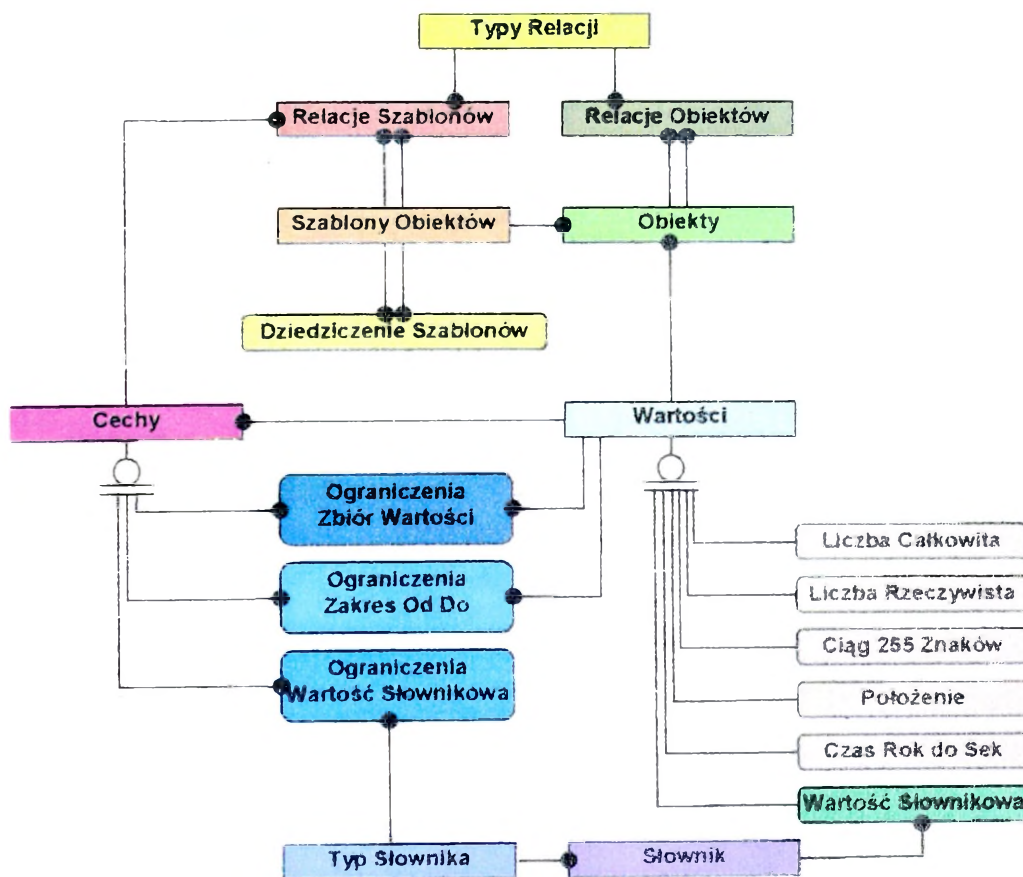 Typy Relacji
Relacje Szablonów
Relacje Obiektów
Szablony Obiektów
Obiekty
Dziedziczenie Szablonów
Cechy
Wartości
Ograniczenia
Zbiór Wartości
Ograniczenia
Zakres Od Do
Ograniczenia
Wartość Słownikowa
Liczba Całkowita
Liczba Rzeczywista
Ciąg 255 Znaków
Położenie
Czas Rok do Sek
Wartość Słownikowa
Typ Słownika
Słownik